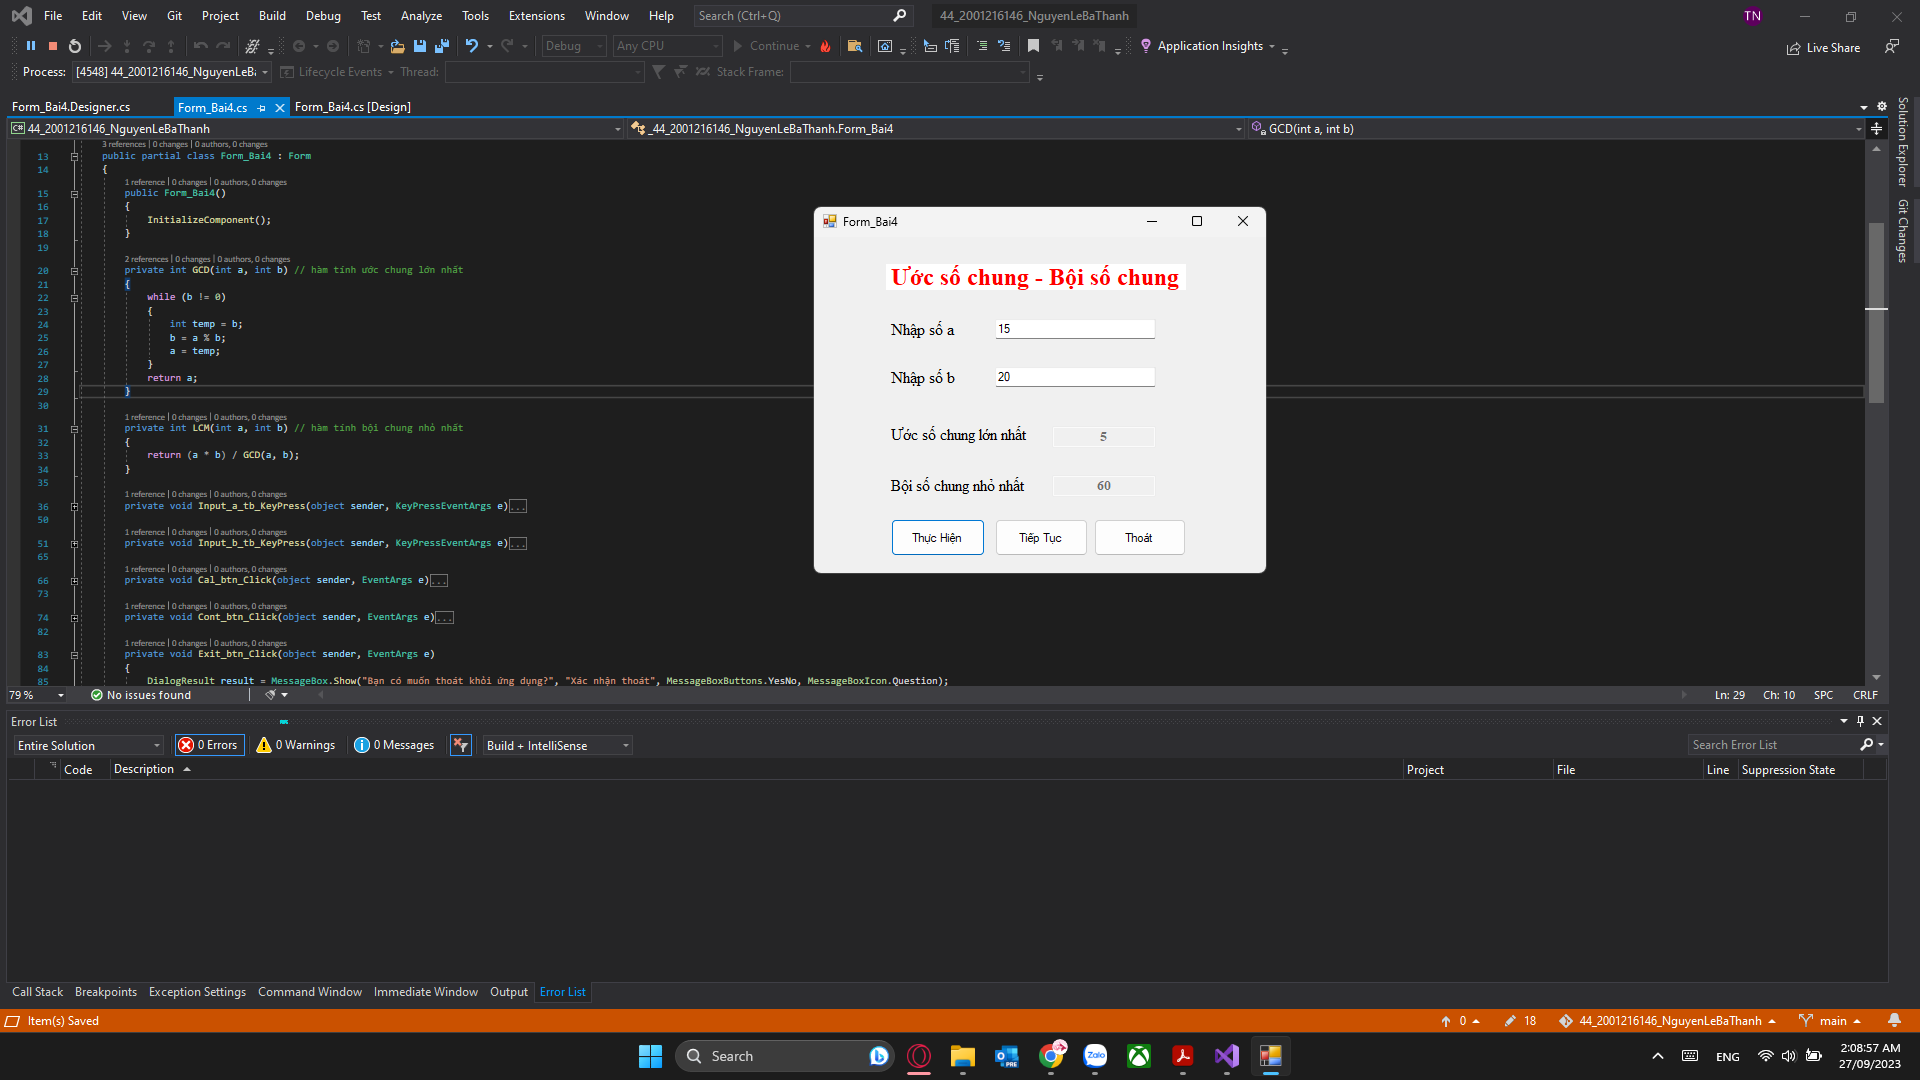 File Edit View Git Project Build Debug Test Analyze Tools Extensions Window Help Search (Ctrl+Q) 44_2001216146_NguyenLeBaThanh TN
Debug Any CPU Continue Application Insights Live Share
Process: [4548] 44_2001216146_NguyenLeBa Lifecycle Events Thread: Stack Frame:
Form_Bai4.Designer.cs Form_Bai4.cs Form_Bai4.cs [Design]
C# 44_2001216146_NguyenLeBaThanh _44_2001216146_NguyenLeBaThanh.Form_Bai4 GCD(int a, int b)
Solution Explorer
Git Changes
3 references | 0 changes | 0 authors, 0 changes
13 public partial class Form_Bai4 : Form
14 {
1 reference | 0 changes | 0 authors, 0 changes
15 public Form_Bai4()
16 {
17 InitializeComponent();
18 }
19
2 references | 0 changes | 0 authors, 0 changes
20 private int GCD(int a, int b) // hàm tính ước chung lớn nhất
21 {
22 while (b != 0)
23 {
24 int temp = b;
25 b = a % b;
26 a = temp;
27 }
28 return a;
29 }
30
1 reference | 0 changes | 0 authors, 0 changes
31 private int LCM(int a, int b) // hàm tính bội chung nhỏ nhất
32 {
33 return (a * b) / GCD(a, b);
34 }
35
1 reference | 0 changes | 0 authors, 0 changes
36 private void Input_a_tb_KeyPress(object sender, KeyPressEventArgs e)...
50
1 reference | 0 changes | 0 authors, 0 changes
51 private void Input_b_tb_KeyPress(object sender, KeyPressEventArgs e)...
65
1 reference | 0 changes | 0 authors, 0 changes
66 private void Cal_btn_Click(object sender, EventArgs e)...
73
1 reference | 0 changes | 0 authors, 0 changes
74 private void Cont_btn_Click(object sender, EventArgs e)...
82
1 reference | 0 changes | 0 authors, 0 changes
83 private void Exit_btn_Click(object sender, EventArgs e)
84 {
85 DialogResult result = MessageBox.Show("Bạn có muốn thoát khỏi ứng dụng?", "Xác nhận thoát", MessageBoxButtons.YesNo, MessageBoxIcon.Question);
Form_Bai4
Ước số chung - Bội số chung
Nhập số a 15
Nhập số b 20
Ước số chung lớn nhất 5
Bội số chung nhỏ nhất 60
Thực Hiện Tiếp Tục Thoát
79 % No issues found Ln: 29 Ch: 10 SPC CRLF
Error List
Entire Solution 0 Errors 0 Warnings 0 Messages Build + IntelliSense Search Error List
Code Description Project File Line Suppression State
Call Stack Breakpoints Exception Settings Command Window Immediate Window Output Error List
Item(s) Saved 0 18 44_2001216146_NguyenLeBaThanh main
Search PRE Zalo ENG 2:08:57 AM
27/09/2023